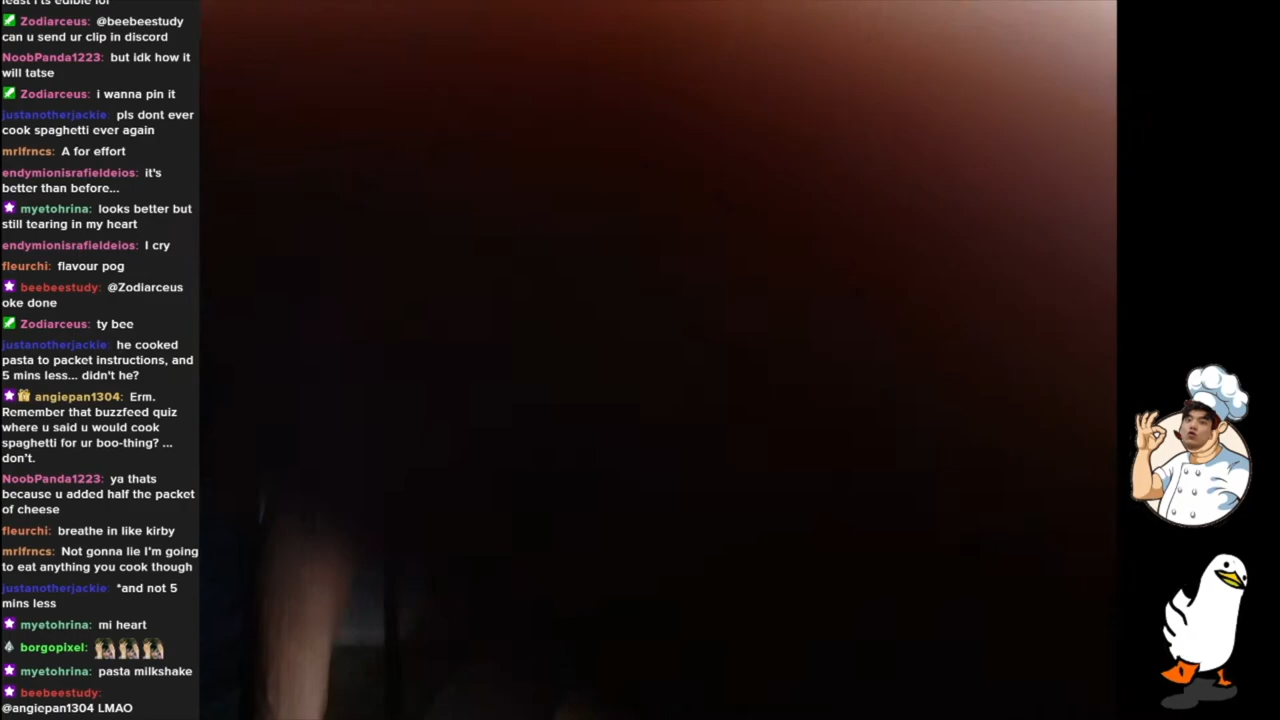 Zodiarceus: @beebeestudy
can u send ur clip in discord
NoobPanda1223: but idk how it
will tatse
Zodiarceus: i wanna pin it
justanotherjackie: pls dont ever
cook spaghetti ever again
mrlfrncs: A for effort
endymionisrafieldeios: it's
better than before...
myetohrina: looks better but
still tearing in my heart
endymionisrafieldeios: I cry
fleurchi: flavour pog
beebeestudy: @Zodiarceus
oke done
Zodiarceus: ty bee
justanotherjackie: he cooked
pasta to packet instructions, and
5 mins less... didn't he?
angiepan1304: Erm.
Remember that buzzfeed quiz
where u said u would cook
spaghetti for ur boo-thing? ...
don't.
NoobPanda1223: ya thats
because u added half the packet
of cheese
fleurchi: breathe in like kirby
mrlfrncs: Not gonna lie I'm going
to eat anything you cook though
justanotherjackie: *and not 5
mins less
myetohrina: mi heart
borgopixel:
myetohrina: pasta milkshake
beebeestudy:
@angiepan1304 LMAO